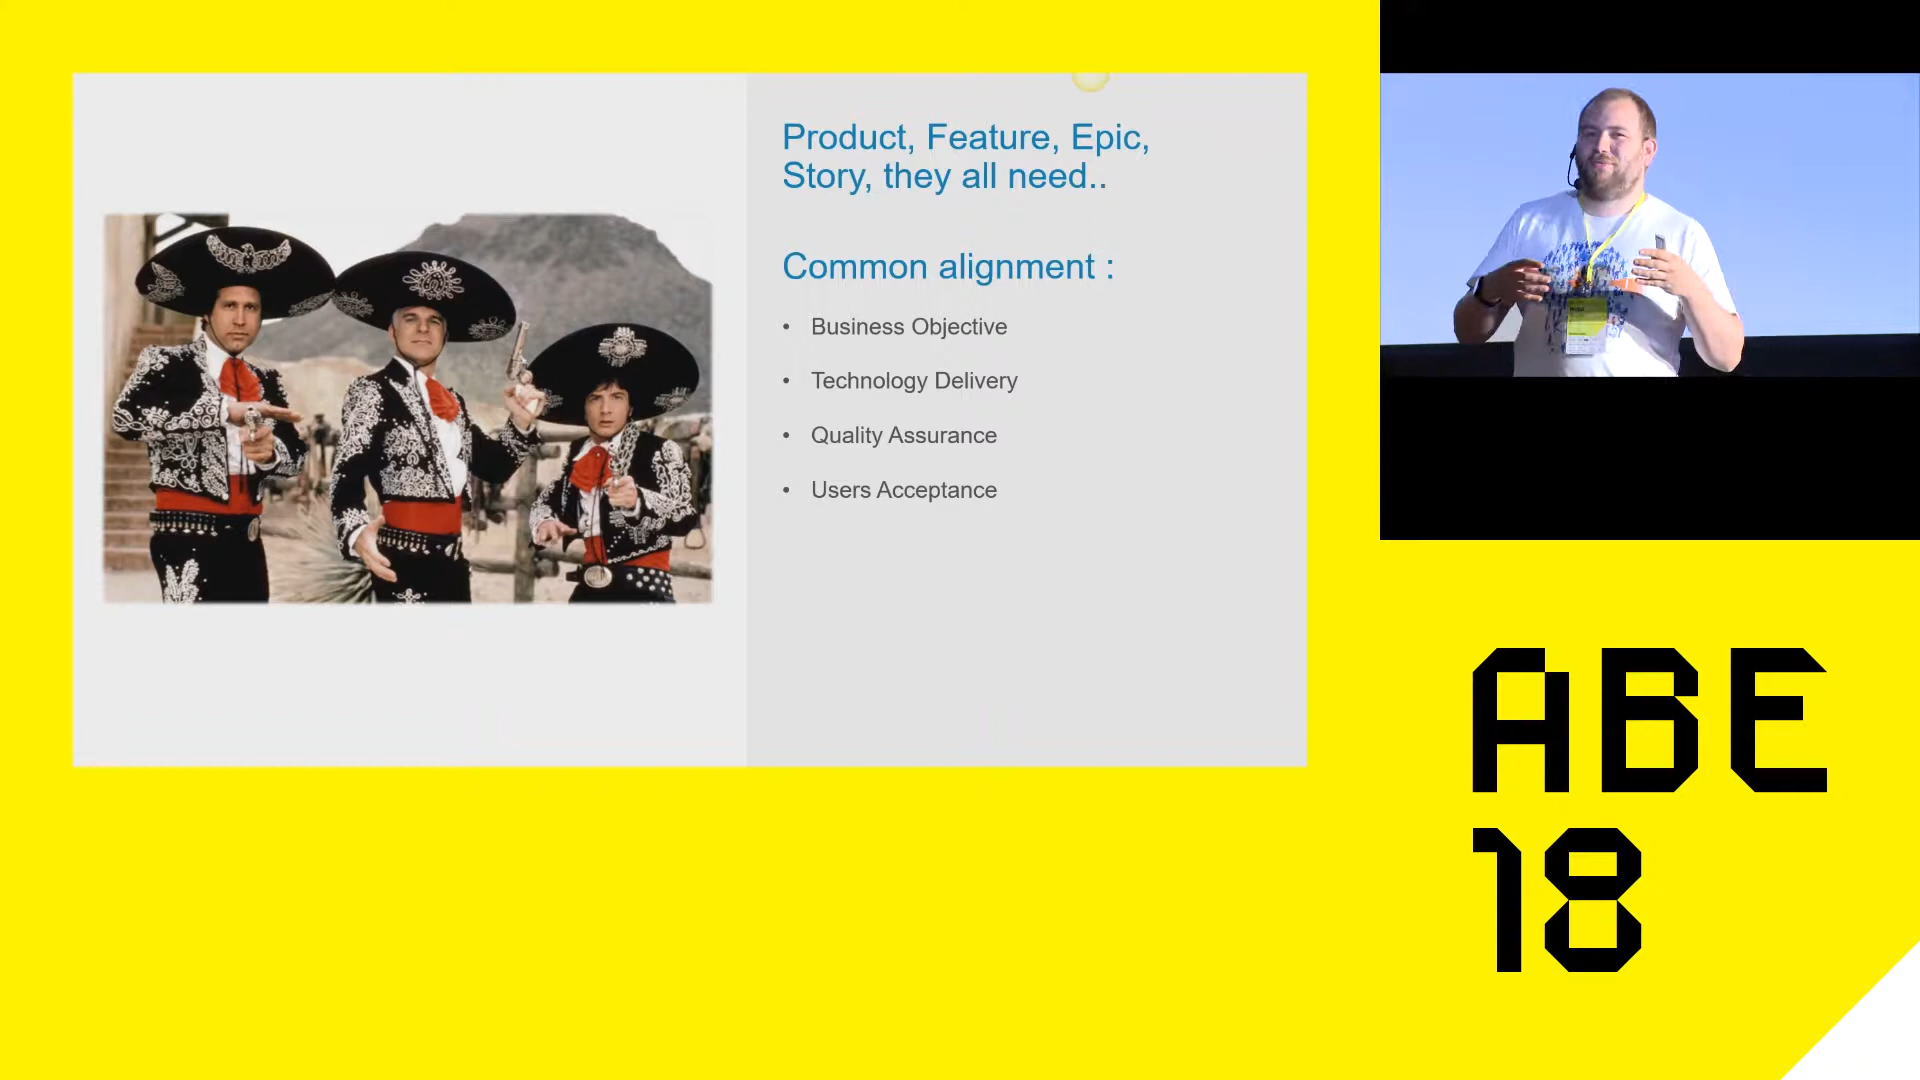 Product, Feature, Epic,
Story, they all need..
Common alignment :
• Business Objective
• Technology Delivery
• Quality Assurance
• Users Acceptance
ABE
18